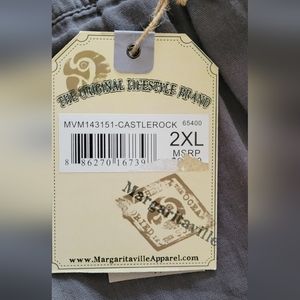 THE ORIGINAL LIFESTYLE BRAND
MVM143151-CASTLEROCK 65400
2XL
MSRP
8 86270 16739
Margaritaville
www.MargaritavilleApparel.com